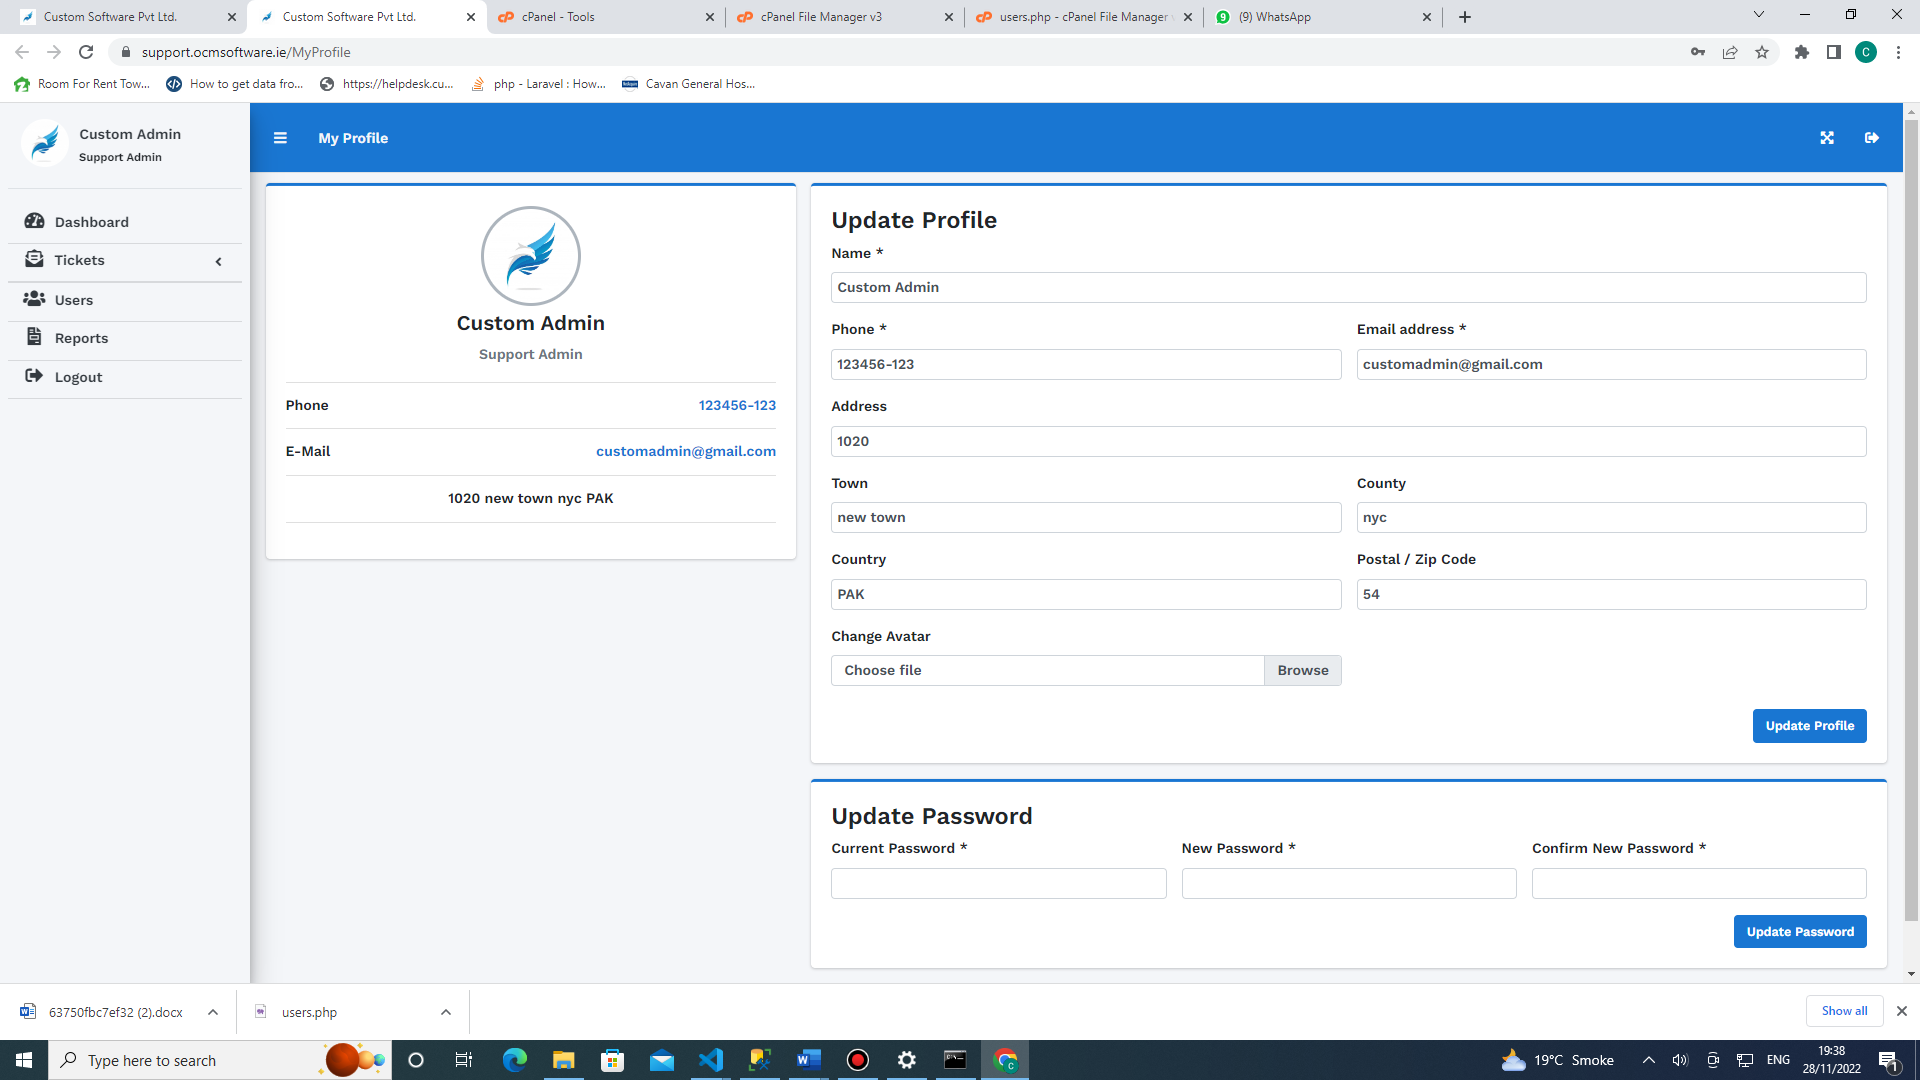 Custom Software Pvt Ltd.
Custom Software Pvt Ltd.
cPanel - Tools
cPanel File Manager v3
users.php - cPanel File Manager
(9) WhatsApp
support.ocmsoftware.ie/MyProfile
C
Room For Rent Tow...
How to get data fro...
https://helpdesk.cu...
php - Laravel : How...
Cavan General Hos...
Custom Admin
Support Admin
My Profile
Dashboard
Tickets
Users
Reports
Logout
Custom Admin
Support Admin
Phone 123456-123
E-Mail customadmin@gmail.com
1020 new town nyc PAK
Update Profile
Name *
Custom Admin
Phone * Email address *
123456-123 customadmin@gmail.com
Address
1020
Town County
new town nyc
Country Postal / Zip Code
PAK 54
Change Avatar
Choose file Browse
Update Profile
Update Password
Current Password * New Password * Confirm New Password *
Update Password
63750fbc7ef32 (2).docx
users.php
Show all
Type here to search
19°C Smoke
ENG
19:38
28/11/2022
1